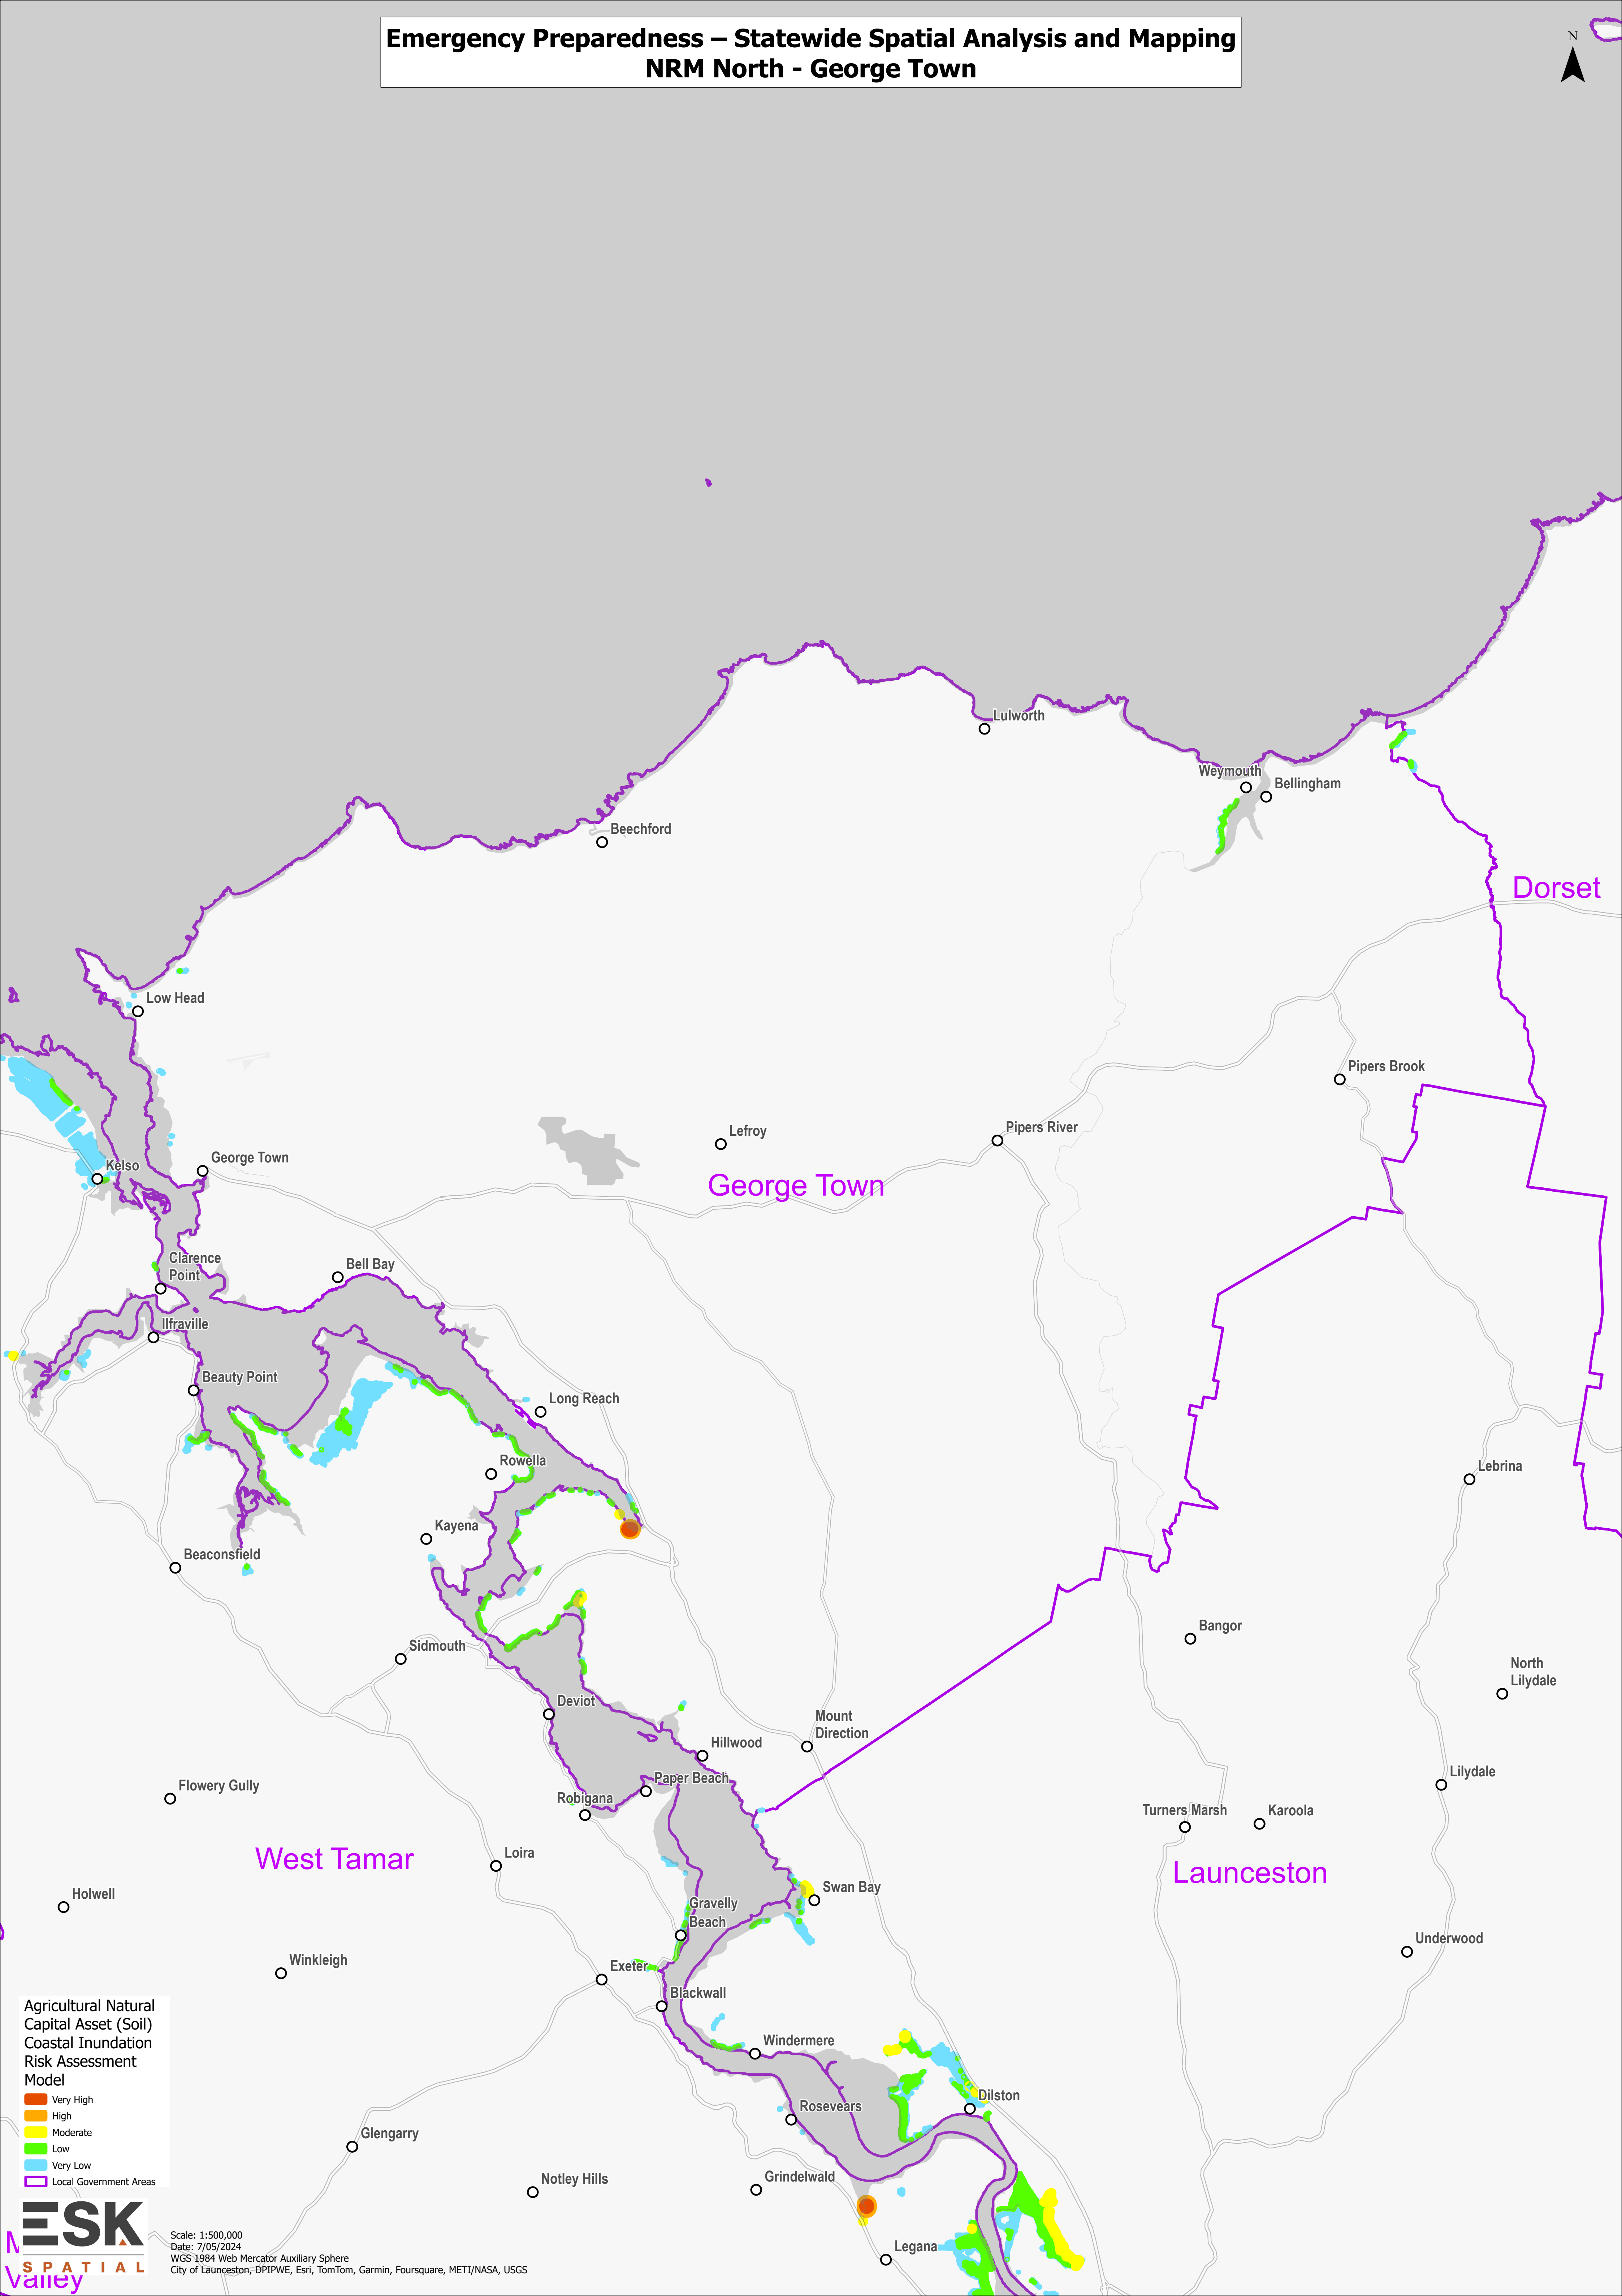 Emergency Preparedness – Statewide Spatial Analysis and Mapping
NRM North - George Town
N
Lulworth
Weymouth
Bellingham
Beechford
Dorset
Low Head
Pipers Brook
Lefroy
Pipers River
George Town
Kelso
George Town
Clarence
Point
Bell Bay
Ilfraville
Beauty Point
Long Reach
Rowella
Lebrina
Kayena
Beaconsfield
Bangor
Sidmouth
North
Lilydale
Deviot
Mount
Direction
Hillwood
Paper Beach
Flowery Gully
Lilydale
Robigana
Turners Marsh
Karoola
Loira
West Tamar
Launceston
Holwell
Swan Bay
Gravelly
Beach
Underwood
Winkleigh
Exeter
Blackwall
Windermere
Dilston
Rosevears
Glengarry
Grindelwald
Notley Hills
Legana
Agricultural Natural
Capital Asset (Soil)
Coastal Inundation
Risk Assessment
Model
Very High
High
Moderate
Low
Very Low
Local Government Areas
ESK
SPATIAL
M
Valley
Scale: 1:500,000
Date: 7/05/2024
WGS 1984 Web Mercator Auxiliary Sphere
City of Launceston, DPIPWE, Esri, TomTom, Garmin, Foursquare, METI/NASA, USGS